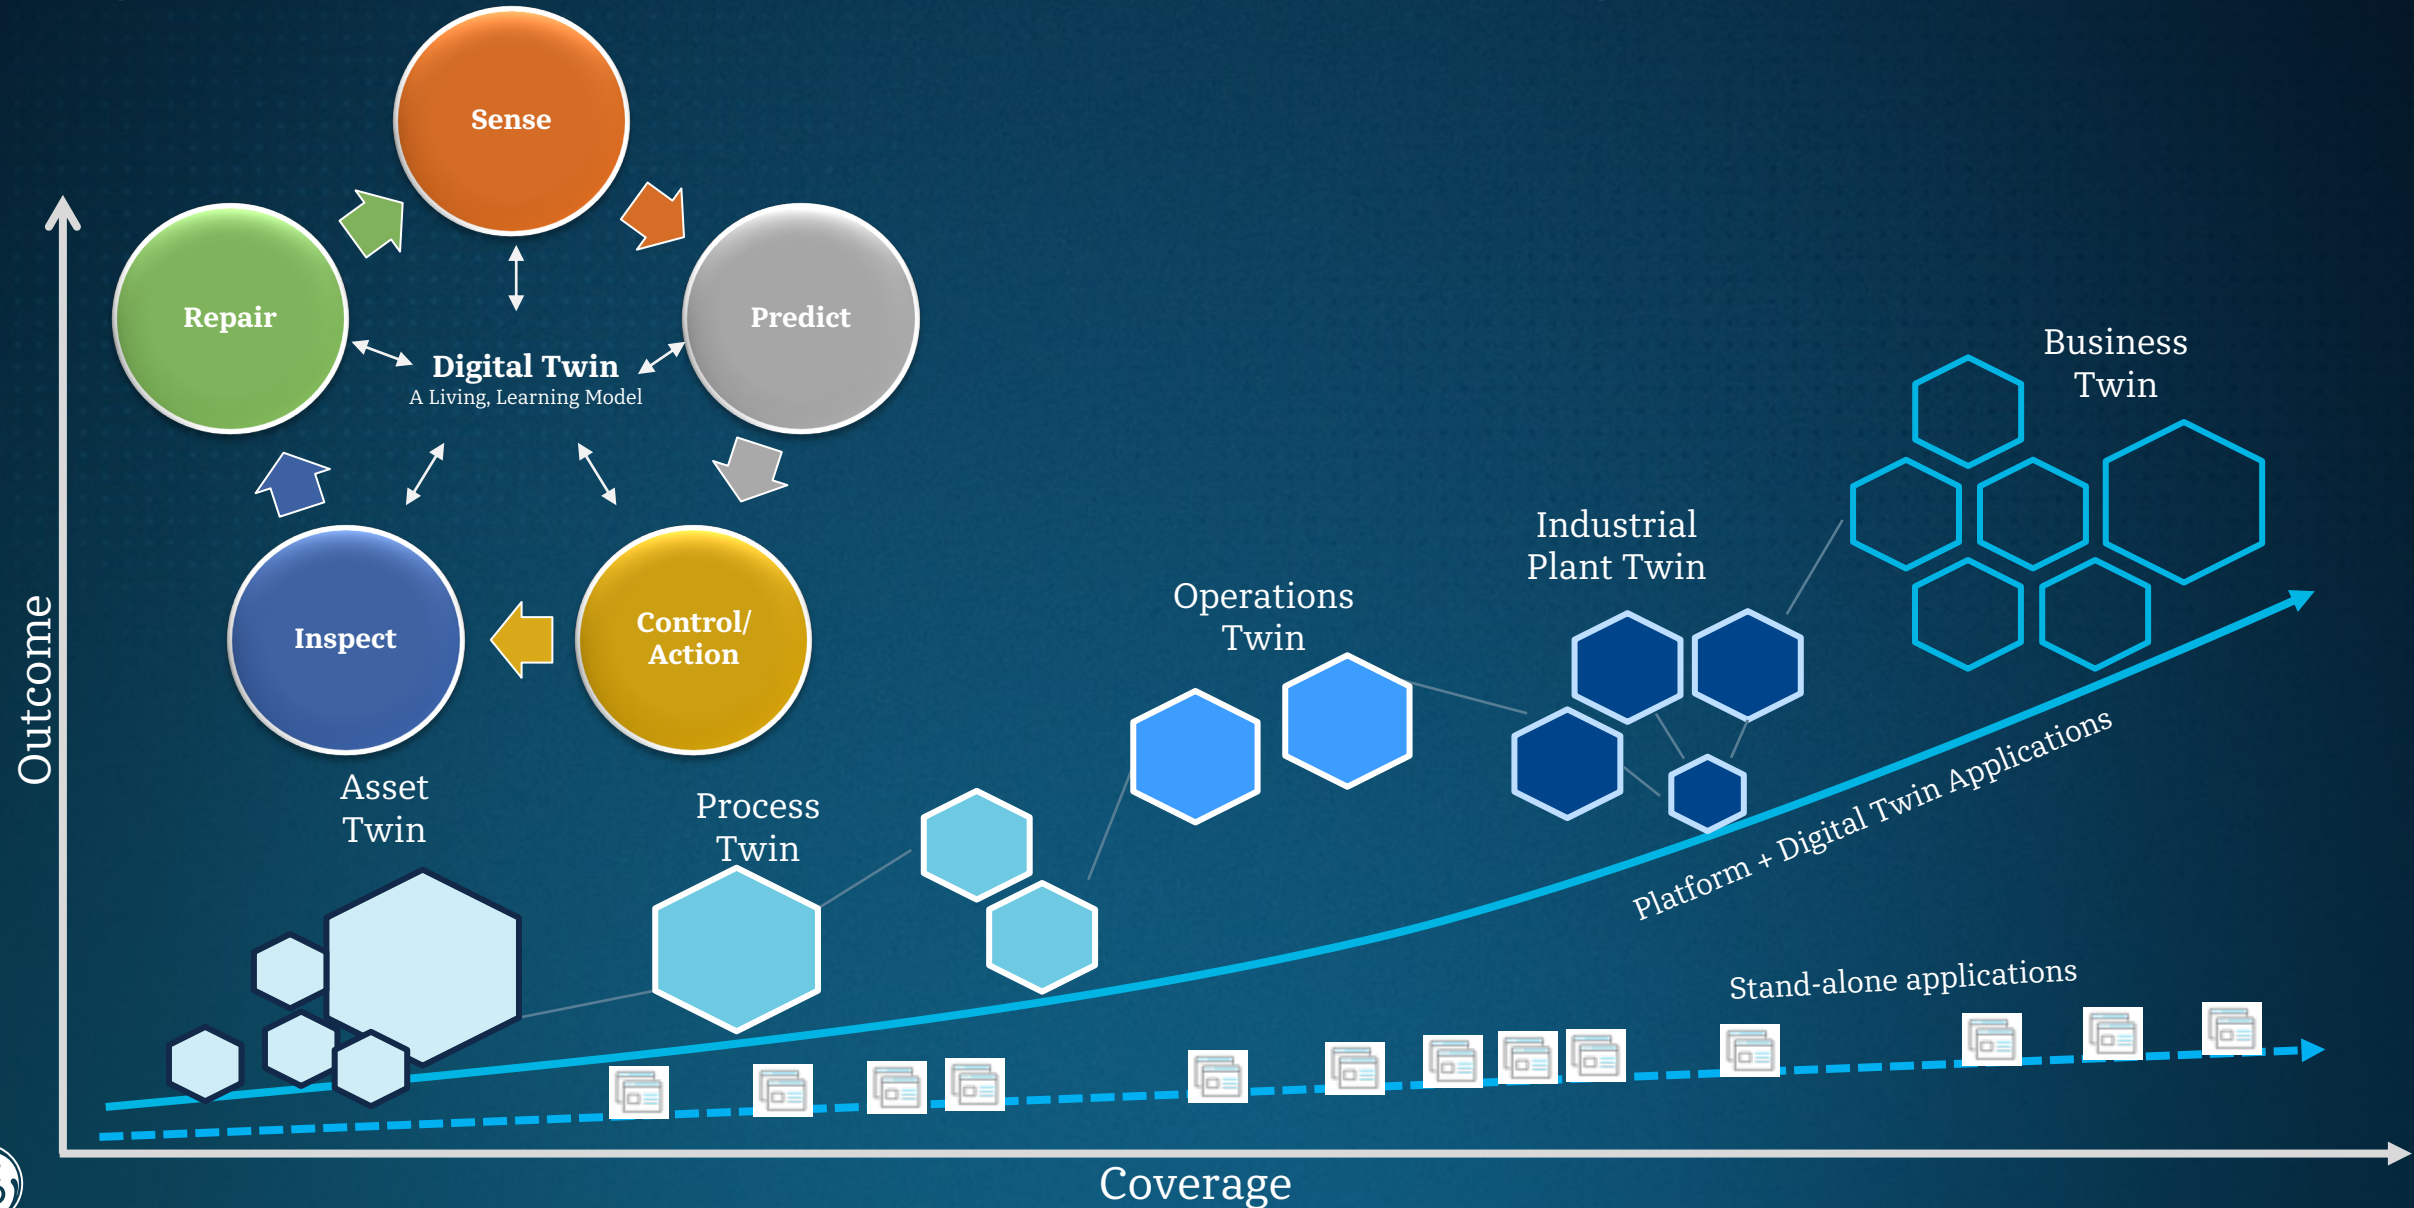 Sense
Repair
Predict
Digital Twin
A Living, Learning Model
Inspect
Control/
Action
Outcome
Asset
Twin
Process
Twin
Operations
Twin
Industrial
Plant Twin
Business
Twin
Platform + Digital Twin Applications
Stand-alone applications
Coverage